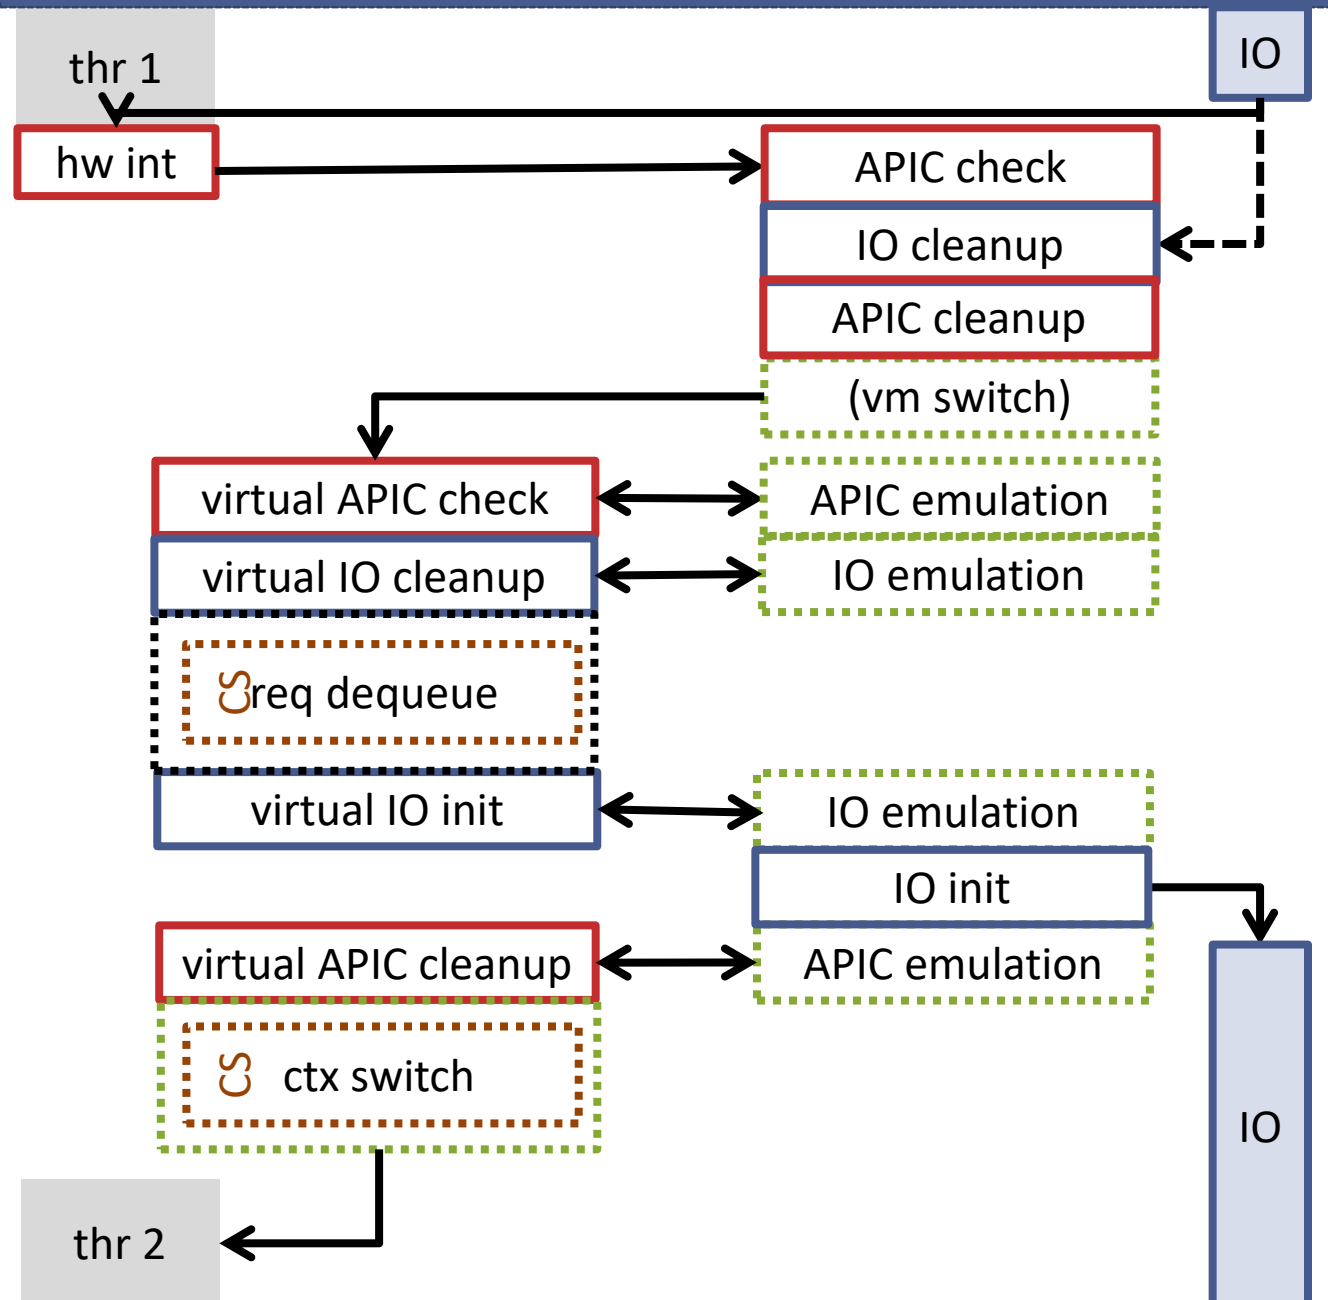 thr 1
IO
hw int
APIC check
IO cleanup
APIC cleanup
(vm switch)
virtual APIC check
APIC emulation
virtual IO cleanup
IO emulation
CS req dequeue
virtual IO init
IO emulation
IO init
virtual APIC cleanup
APIC emulation
CS ctx switch
IO
thr 2